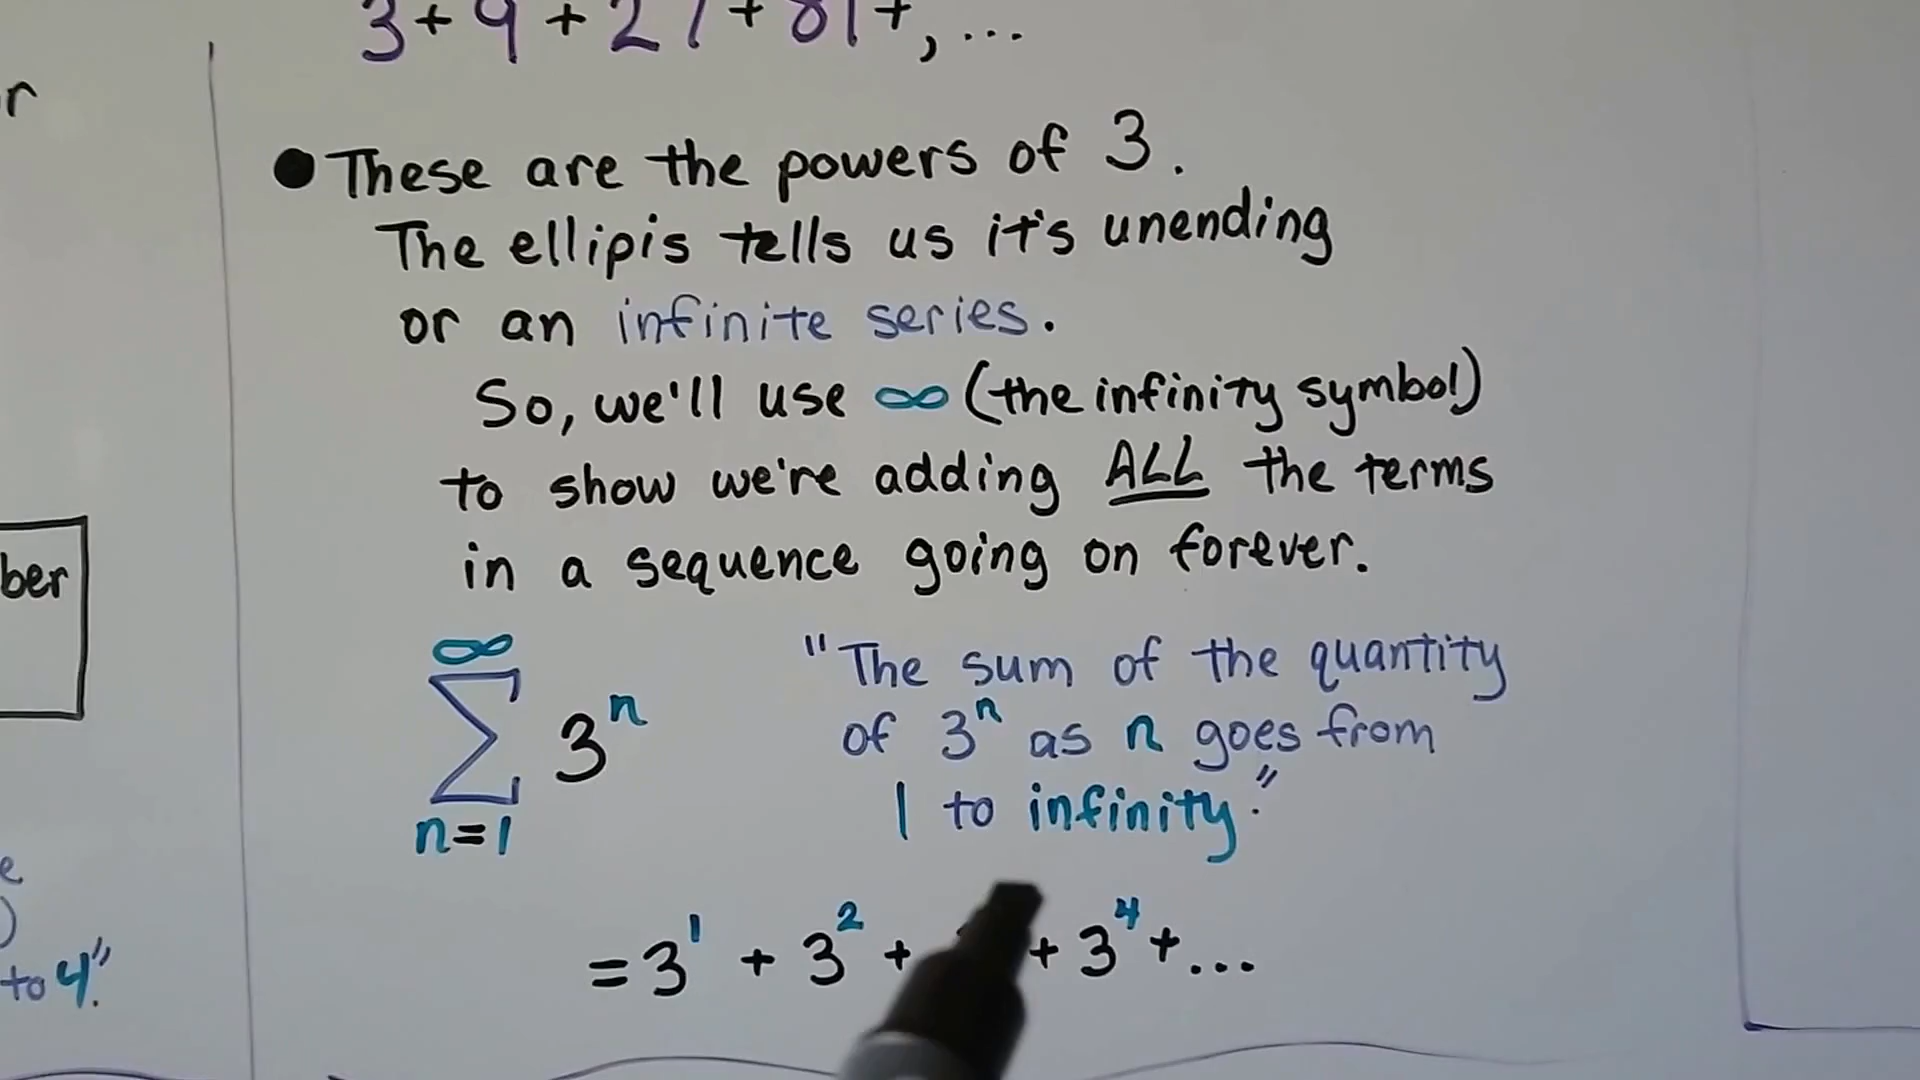 3 + 9 + 27 + 81 + , ...
r
● These are the powers of 3.
The ellipis tells us it's unending
or an infinite series.
So, we'll use ∞ (the infinity symbol)
to show we're adding ALL the terms
in a sequence going on forever.
ber
∞
∑ 3ⁿ
n=1
"The sum of the quantity
of 3ⁿ as n goes from
1 to infinity."
e
)
to 4."
= 3¹ + 3² + + 3⁴ + ...